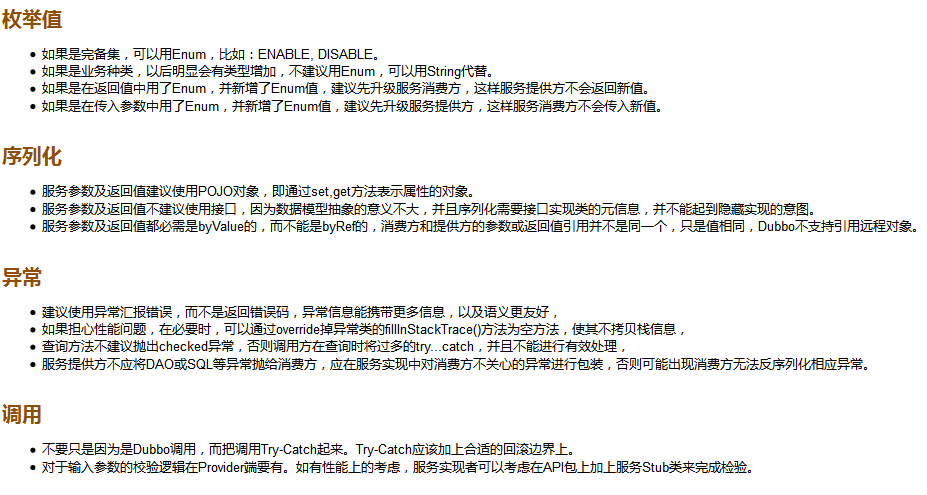 枚举值
如果是完备集，可以用Enum，比如：ENABLE, DISABLE。
如果是业务种类，以后明显会有类型增加，不建议用Enum，可以用String代替。
如果是在返回值中用了Enum，并新增了Enum值，建议先升级服务消费方，这样服务提供方不会返回新值。
如果是在传入参数中用了Enum，并新增了Enum值，建议先升级服务提供方，这样服务消费方不会传入新值。
序列化
服务参数及返回值建议使用POJO对象，即通过set,get方法表示属性的对象。
服务参数及返回值不建议使用接口，因为数据模型抽象的意义不大，并且序列化需要接口实现类的元信息，并不能起到隐藏实现的意图。
服务参数及返回值都必需是byValue的，而不能是byRef的，消费方和提供方的参数或返回值引用并不是同一个，只是值相同，Dubbo不支持引用远程对象。
异常
建议使用异常汇报错误，而不是返回错误码，异常信息能携带更多信息，以及语义更友好，
如果担心性能问题，在必要时，可以通过override掉异常类的fillInStackTrace()方法为空方法，使其不拷贝栈信息，
查询方法不建议抛出checked异常，否则调用方在查询时将过多的try...catch，并且不能进行有效处理，
服务提供方不应将DAO或SQL等异常抛给消费方，应在服务实现中对消费方不关心的异常进行包装，否则可能出现消费方无法反序列化相应异常。
调用
不要只是因为是Dubbo调用，而把调用Try-Catch起来。Try-Catch应该加上合适的回滚边界上。
对于输入参数的校验逻辑在Provider端要有。如有性能上的考虑，服务实现者可以考虑在API包上加上服务Stub类来完成检验。